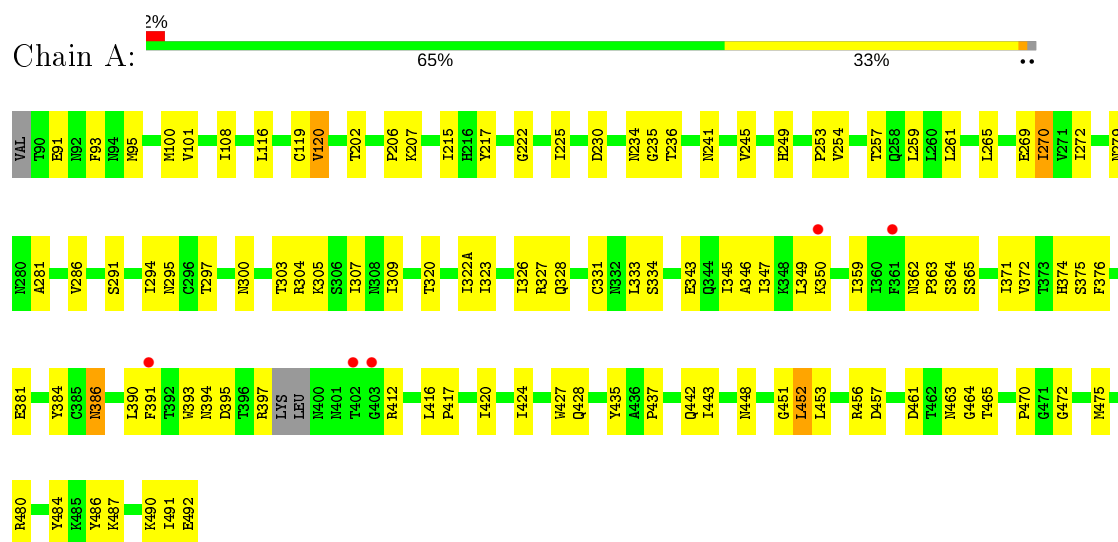 2%
Chain A:
65% 33% ••
VAL T90 E91 N92 F93 N94 M95 M100 V101 I108 L116 C119 V120 T202 P206 K207 I215 H216 Y217 G222 I225 D230 N234 G235 T236 N241 V245 H249 P253 V254 T257 Q258 L259 L260 L261 L265 E269 I270 V271 I272 N279
N280 A281 V286 S291 I294 N295 C296 T297 N300 T303 R304 K305 S306 I307 N308 I309 T320 I322A I323 I326 R327 Q328 C331 N332 L333 S334 E343 Q344 I345 A346 I347 K348 L349 K350 I359 I360 F361 N362 P363 S364 S365 I371 V372 T373 H374 S375 F376
E381 Y384 C385 N386 L390 F391 T392 W393 N394 D395 T396 R397 LYS LEU N400 N401 T402 G403 R412 L416 P417 I420 I424 W427 Q428 Y435 A436 P437 Q442 I443 N448 G451 L452 L453 R456 D457 D461 T462 N463 G464 T465 P470 G471 G472 M475
R480 Y484 K485 Y486 K487 K490 I491 E492